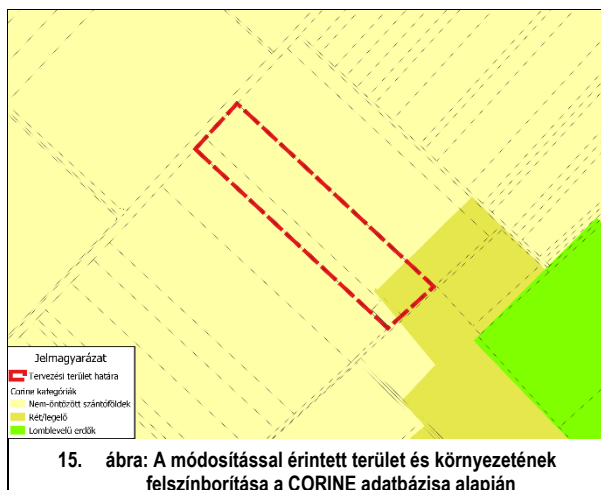 Jelmagyarázat
Tervezési terület határa
Corine kategóriák
Nem-öntözött szántóföldek
Rét/legelő
Lomblevelű erdők
15. ábra: A módosítással érintett terület és környezetének
felszínborítása a CORINE adatbázisa alapján